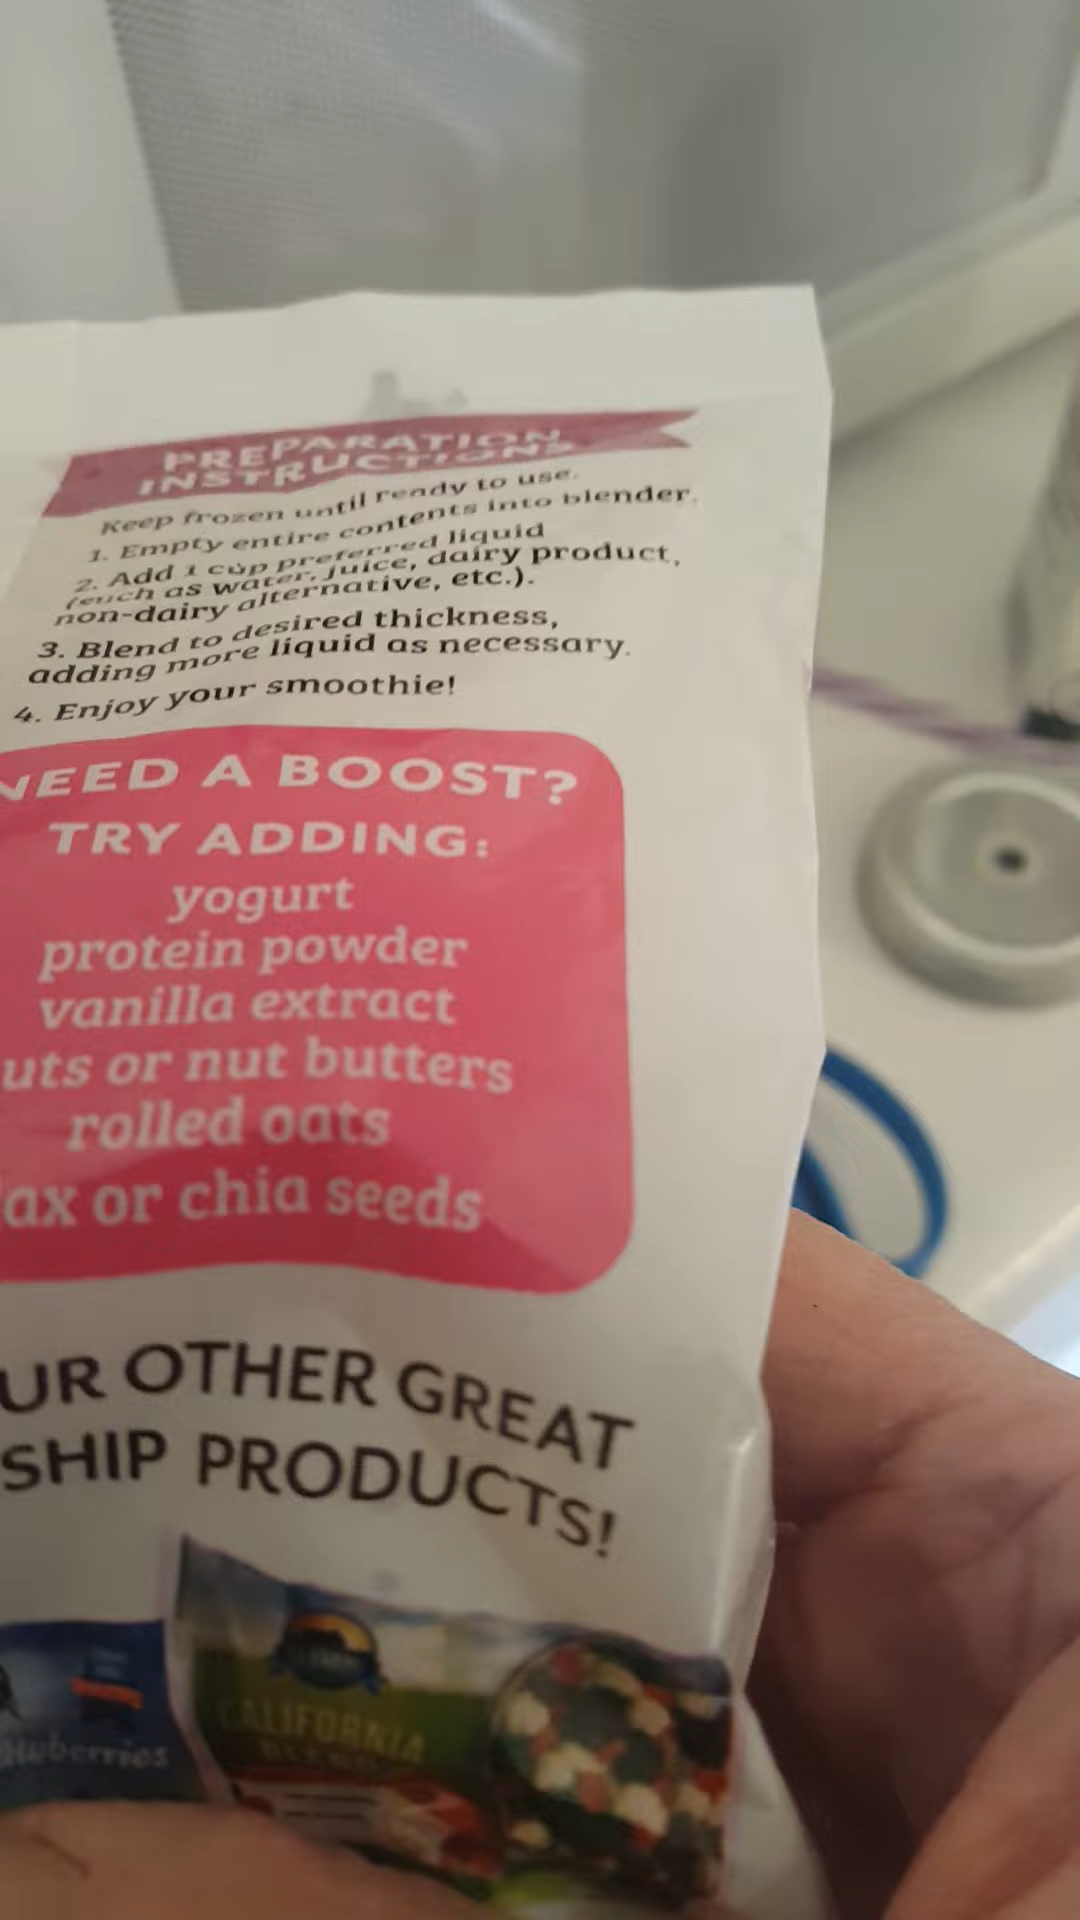 PREPARATION
INSTRUCTIONS
Keep frozen until ready to use.
1. Empty entire contents into blender.
2. Add 1 cup preferred liquid
(such as water, juice, dairy product,
non-dairy alternative, etc.).
3. Blend to desired thickness,
adding more liquid as necessary.
4. Enjoy your smoothie!
NEED A BOOST?
TRY ADDING:
yogurt
protein powder
vanilla extract
uts or nut butters
rolled oats
ax or chia seeds
UR OTHER GREAT
SHIP PRODUCTS!
CALIFORNIA
BLEND